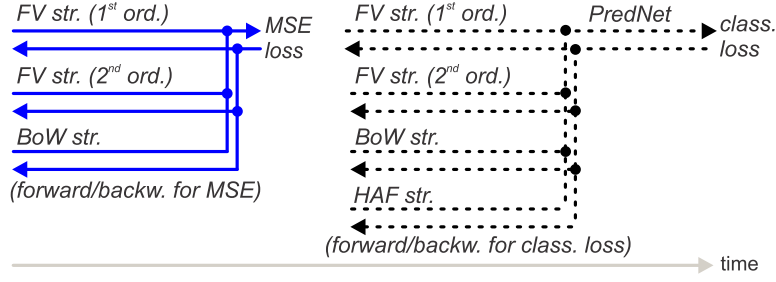 FV str. (1st ord.)
MSE
loss
FV str. (2nd ord.)
BoW str.
(forward/backw. for MSE)
FV str. (1st ord.)
PredNet
class.
loss
FV str. (2nd ord.)
BoW str.
HAF str.
(forward/backw. for class. loss)
time